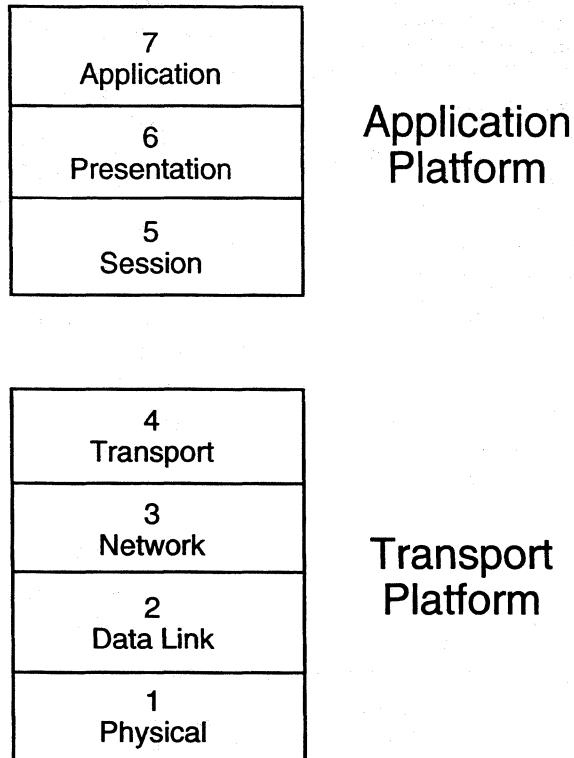 7
Application
6
Presentation
5
Session
Application
Platform
4
Transport
3
Network
2
Data Link
1
Physical
Transport
Platform